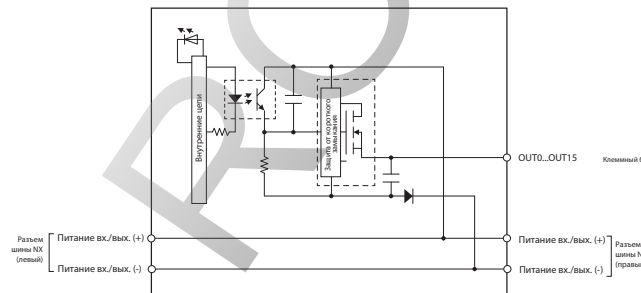 Внутренние цепи
Защита от короткого
замыкания
OUT0...OUT15
Клеммный
Разъем
шины NX
(левый)
Питание вх./вых. (+)
Питание вх./вых. (-)
Питание вх./вых. (+)
Питание вх./вых. (-)
Разъем
шины